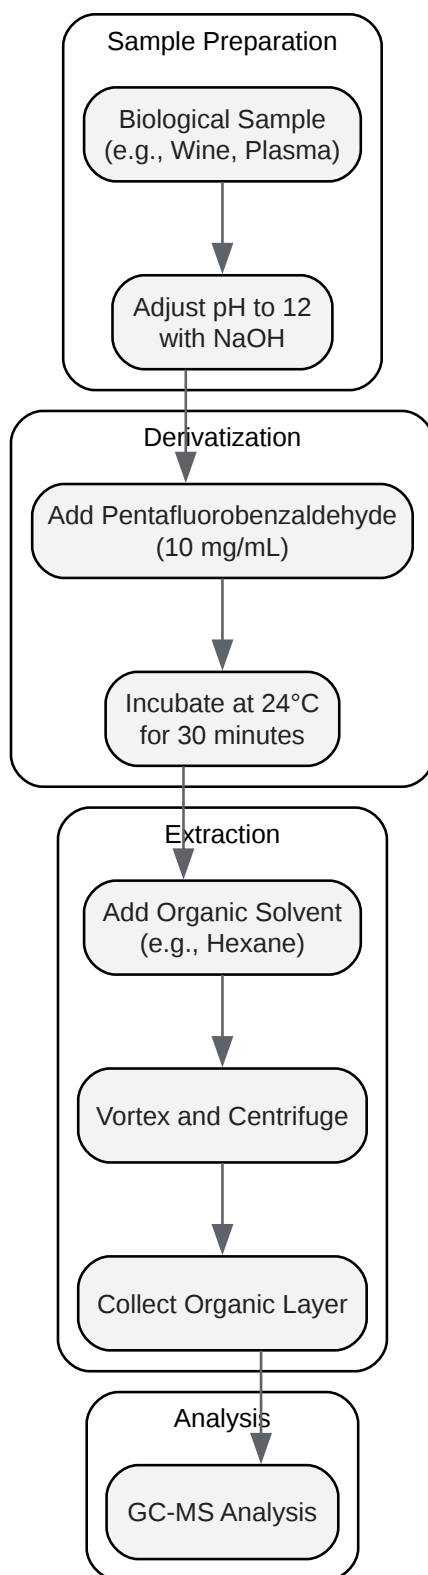 Sample Preparation
Biological Sample
(e.g., Wine, Plasma)
Adjust pH to 12
with NaOH
Derivatization
Add Pentafluorobenzaldehyde
(10 mg/mL)
Incubate at 24°C
for 30 minutes
Extraction
Add Organic Solvent
(e.g., Hexane)
Vortex and Centrifuge
Collect Organic Layer
Analysis
GC-MS Analysis